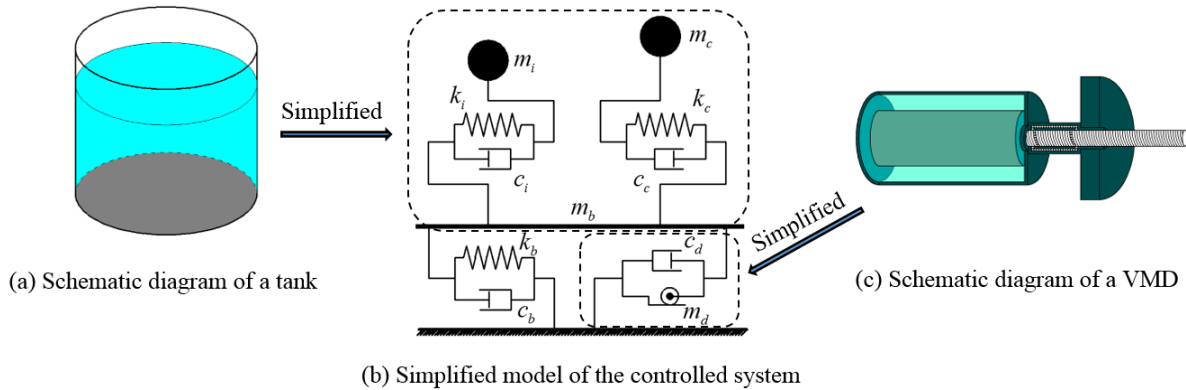 m_c
m_i
k_i
k_c
Simplified
c_i
c_c
m_b
Simplified
k_b
c_d
(a) Schematic diagram of a tank
(c) Schematic diagram of a VMD
c_b
m_d
(b) Simplified model of the controlled system